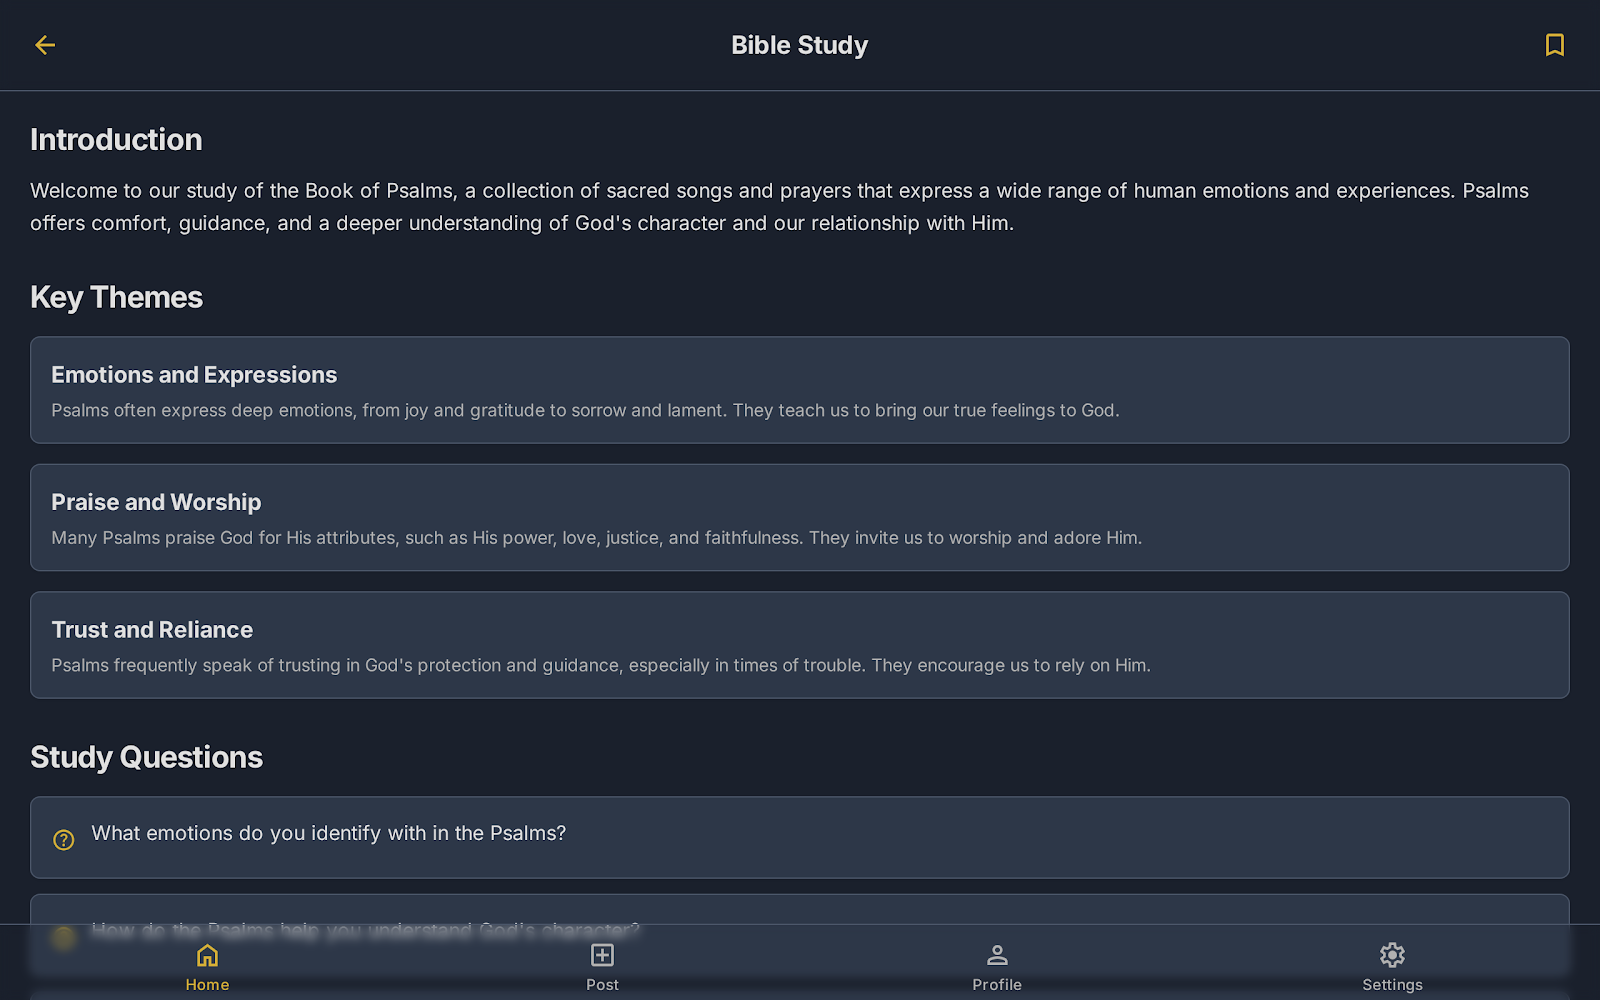 Bible Study
Introduction
Welcome to our study of the Book of Psalms, a collection of sacred songs and prayers that express a wide range of human emotions and experiences. Psalms
offers comfort, guidance, and a deeper understanding of God's character and our relationship with Him.
Key Themes
Emotions and Expressions
Psalms often express deep emotions, from joy and gratitude to sorrow and lament. They teach us to bring our true feelings to God.
Praise and Worship
Many Psalms praise God for His attributes, such as His power, love, justice, and faithfulness. They invite us to worship and adore Him.
Trust and Reliance
Psalms frequently speak of trusting in God's protection and guidance, especially in times of trouble. They encourage us to rely on Him.
Study Questions
What emotions do you identify with in the Psalms?
How do the Psalms help you understand God's character?
Home
Post
Profile
Settings